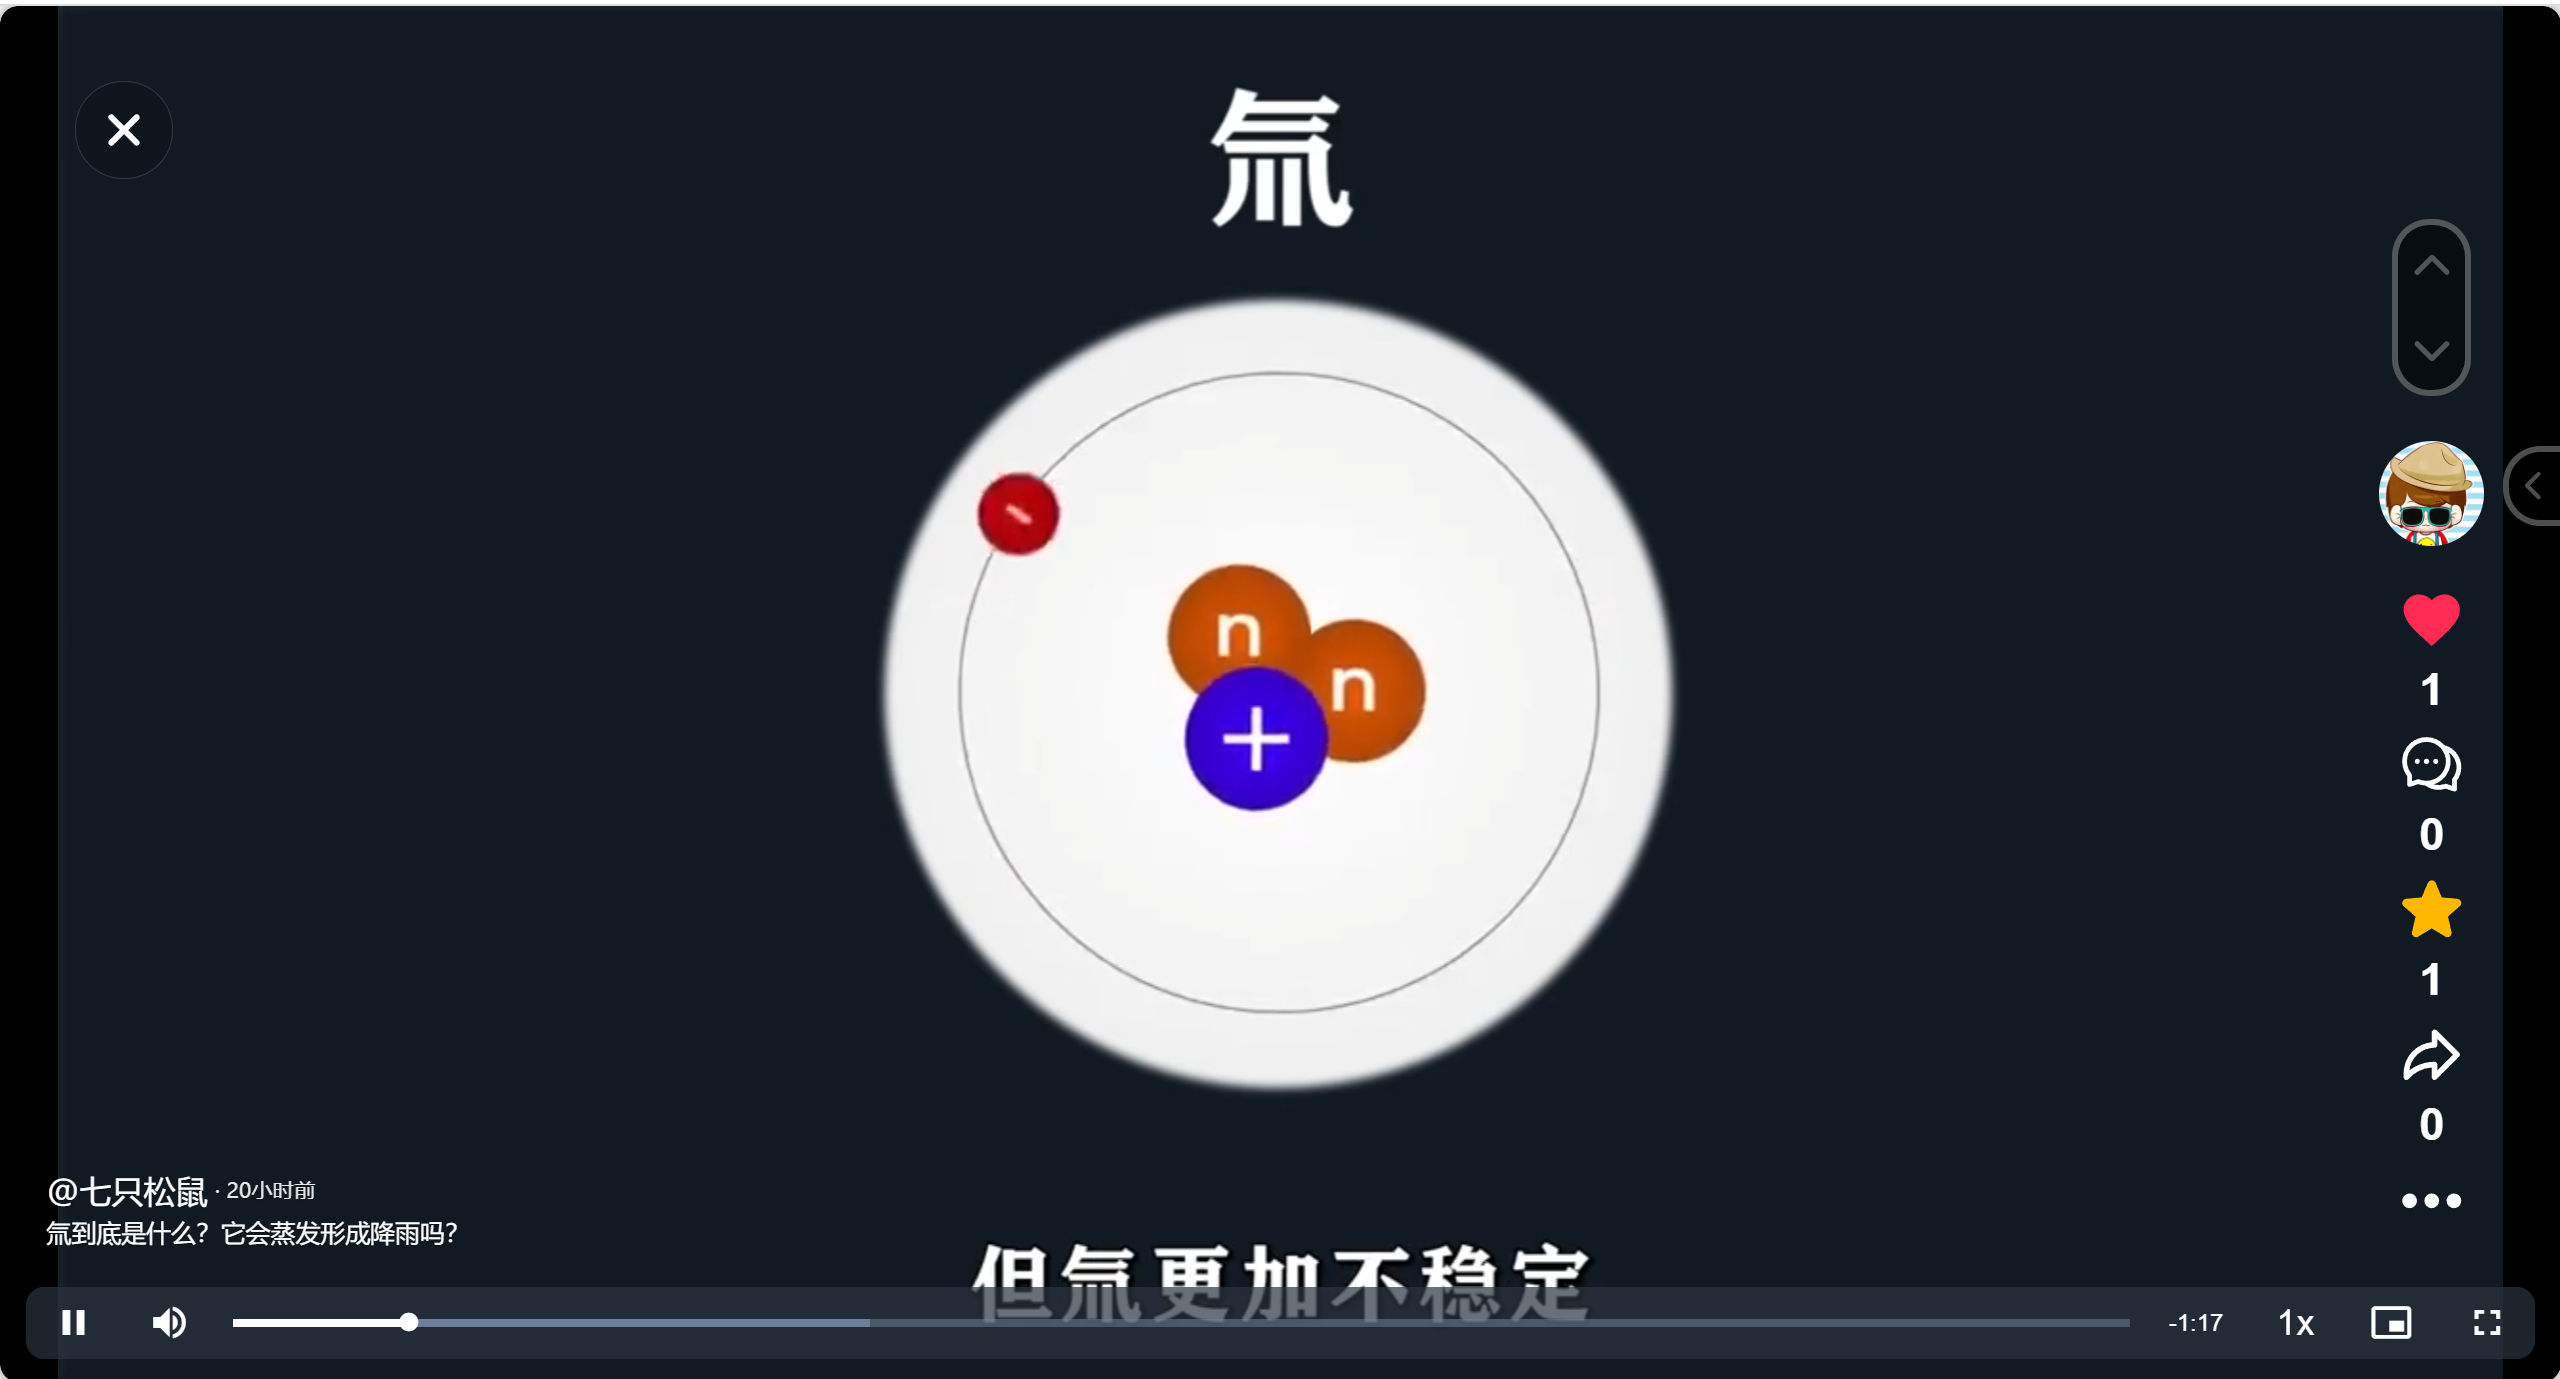 氚
n
n
+
-
1
0
1
0
@七只松鼠 · 20小时前
氚到底是什么？它会蒸发形成降雨吗？
但氚更加不稳定
-1:17
1x